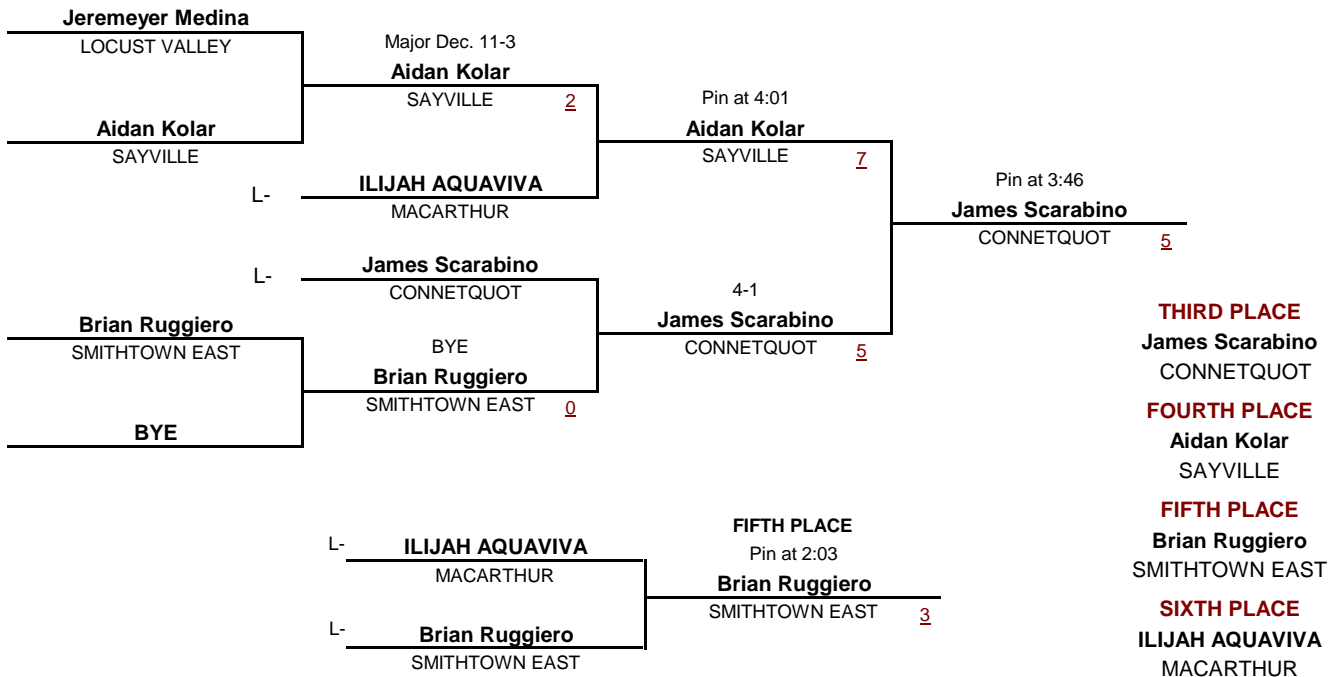 Jeremeyer Medina
LOCUST VALLEY
Major Dec. 11-3
Aidan Kolar
SAYVILLE 2
Aidan Kolar
SAYVILLE
Pin at 4:01
Aidan Kolar
SAYVILLE 7
L- ILIJAH AQUAVIVA
MACARTHUR
Pin at 3:46
James Scarabino
CONNETQUOT 5
L- James Scarabino
CONNETQUOT
4-1
James Scarabino
CONNETQUOT 5
Brian Ruggiero
SMITHTOWN EAST
BYE
Brian Ruggiero
SMITHTOWN EAST 0
BYE
THIRD PLACE
James Scarabino
CONNETQUOT
FOURTH PLACE
Aidan Kolar
SAYVILLE
FIFTH PLACE
Brian Ruggiero
SMITHTOWN EAST
SIXTH PLACE
ILIJAH AQUAVIVA
MACARTHUR
L- ILIJAH AQUAVIVA
MACARTHUR
FIFTH PLACE
Pin at 2:03
Brian Ruggiero
SMITHTOWN EAST 3
L- Brian Ruggiero
SMITHTOWN EAST